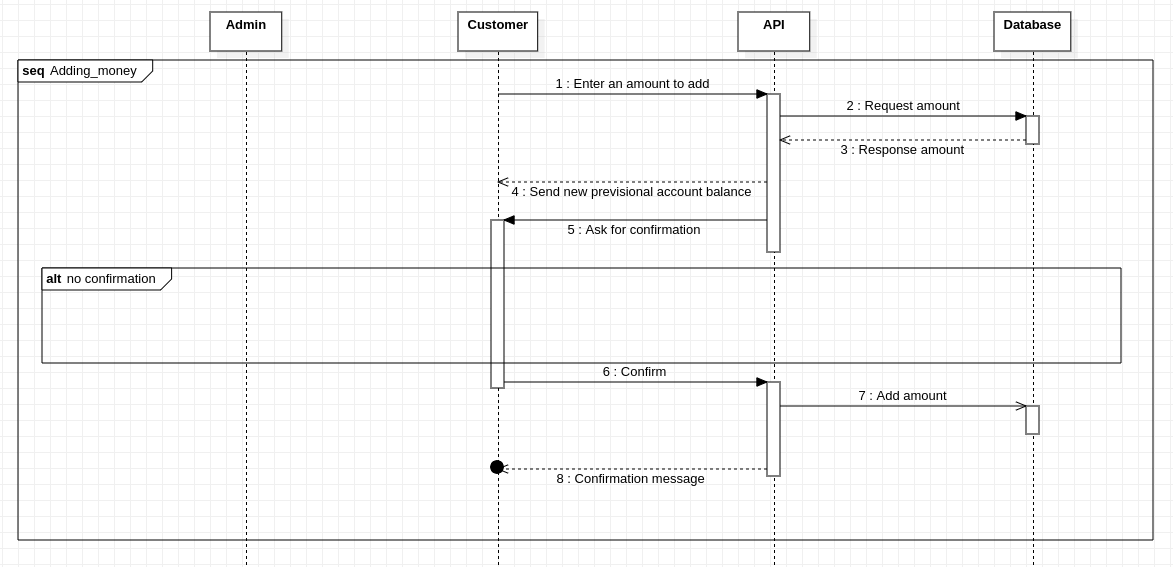 Admin
Customer
API
Database
seq Adding_money
1 : Enter an amount to add
2 : Request amount
3 : Response amount
4 : Send new previsional account balance
5 : Ask for confirmation
alt no confirmation
6 : Confirm
7 : Add amount
8 : Confirmation message